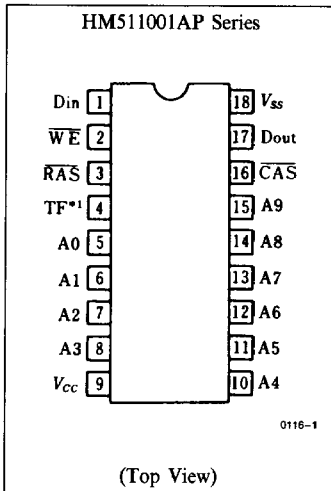 HM511001AP Series
Din 1 18 Vss
WE 2 17 Dout
RAS 3 16 CAS
TF*1 4 15 A9
A0 5 14 A8
A1 6 13 A7
A2 7 12 A6
A3 8 11 A5
Vcc 9 10 A4
0116-1
(Top View)